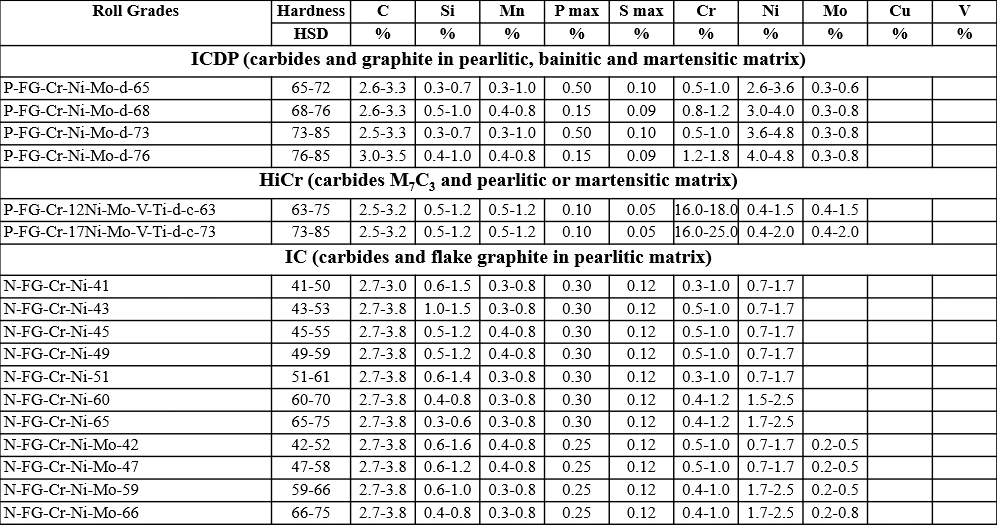 Roll Grades Hardness C Si Mn P max S max Cr Ni Mo Cu V
HSD % % % % % % % % % %
ICDP (carbides and graphite in pearlitic, bainitic and martensitic matrix)
P-FG-Cr-Ni-Mo-d-65 65-72 2.6-3.3 0.3-0.7 0.3-1.0 0.50 0.10 0.5-1.0 2.6-3.6 0.3-0.6
P-FG-Cr-Ni-Mo-d-68 68-76 2.6-3.3 0.5-1.0 0.4-0.8 0.15 0.09 0.8-1.2 3.0-4.0 0.3-0.8
P-FG-Cr-Ni-Mo-d-73 73-85 2.5-3.3 0.3-0.7 0.3-1.0 0.50 0.10 0.5-1.0 3.6-4.8 0.3-0.8
P-FG-Cr-Ni-Mo-d-76 76-85 3.0-3.5 0.4-1.0 0.4-0.8 0.15 0.09 1.2-1.8 4.0-4.8 0.3-0.8
HiCr (carbides M₇C₃ and pearlitic or martensitic matrix)
P-FG-Cr-12Ni-Mo-V-Ti-d-c-63 63-75 2.5-3.2 0.5-1.2 0.5-1.2 0.10 0.05 16.0-18.0 0.4-1.5 0.4-1.5
P-FG-Cr-17Ni-Mo-V-Ti-d-c-73 73-85 2.5-3.2 0.5-1.2 0.5-1.2 0.10 0.05 16.0-25.0 0.4-2.0 0.4-2.0
IC (carbides and flake graphite in pearlitic matrix)
N-FG-Cr-Ni-41 41-50 2.7-3.0 0.6-1.5 0.3-0.8 0.30 0.12 0.3-1.0 0.7-1.7
N-FG-Cr-Ni-43 43-53 2.7-3.8 1.0-1.5 0.3-0.8 0.30 0.12 0.5-1.0 0.7-1.7
N-FG-Cr-Ni-45 45-55 2.7-3.8 0.5-1.2 0.4-0.8 0.30 0.12 0.5-1.0 0.7-1.7
N-FG-Cr-Ni-49 49-59 2.7-3.8 0.5-1.2 0.4-0.8 0.30 0.12 0.5-1.0 0.7-1.7
N-FG-Cr-Ni-51 51-61 2.7-3.8 0.6-1.4 0.3-0.8 0.30 0.12 0.3-1.0 0.7-1.7
N-FG-Cr-Ni-60 60-70 2.7-3.8 0.4-0.8 0.3-0.8 0.30 0.12 0.4-1.2 1.5-2.5
N-FG-Cr-Ni-65 65-75 2.7-3.8 0.3-0.6 0.3-0.8 0.30 0.12 0.4-1.2 1.7-2.5
N-FG-Cr-Ni-Mo-42 42-52 2.7-3.8 0.6-1.6 0.4-0.8 0.25 0.12 0.5-1.0 0.7-1.7 0.2-0.5
N-FG-Cr-Ni-Mo-47 47-58 2.7-3.8 0.6-1.2 0.4-0.8 0.25 0.12 0.5-1.0 0.7-1.7 0.2-0.5
N-FG-Cr-Ni-Mo-59 59-66 2.7-3.8 0.6-1.0 0.3-0.8 0.25 0.12 0.4-1.0 1.7-2.5 0.2-0.5
N-FG-Cr-Ni-Mo-66 66-75 2.7-3.8 0.4-0.8 0.3-0.8 0.25 0.12 0.4-1.0 1.7-2.5 0.2-0.8